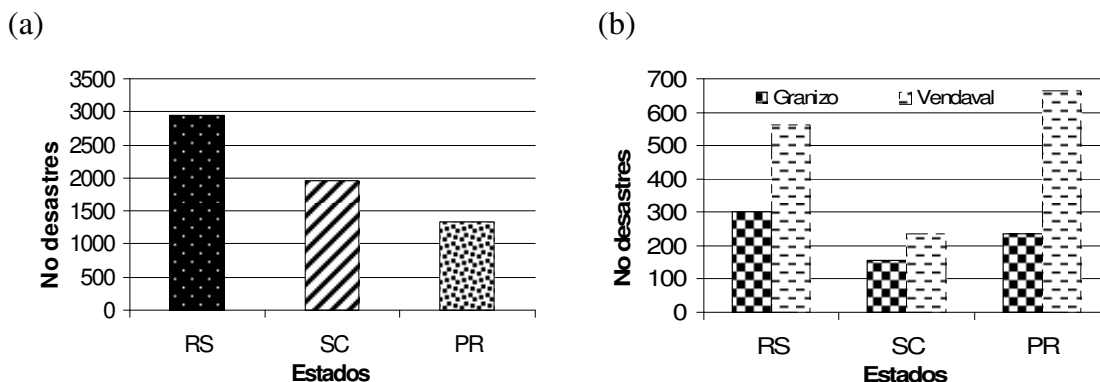 (a)
No desastres
3500
3000
2500
2000
1500
1000
500
0
RS SC PR
Estados
(b)
No desastres
700
600
500
400
300
200
100
0
Granizo Vendaval
RS SC PR
Estados